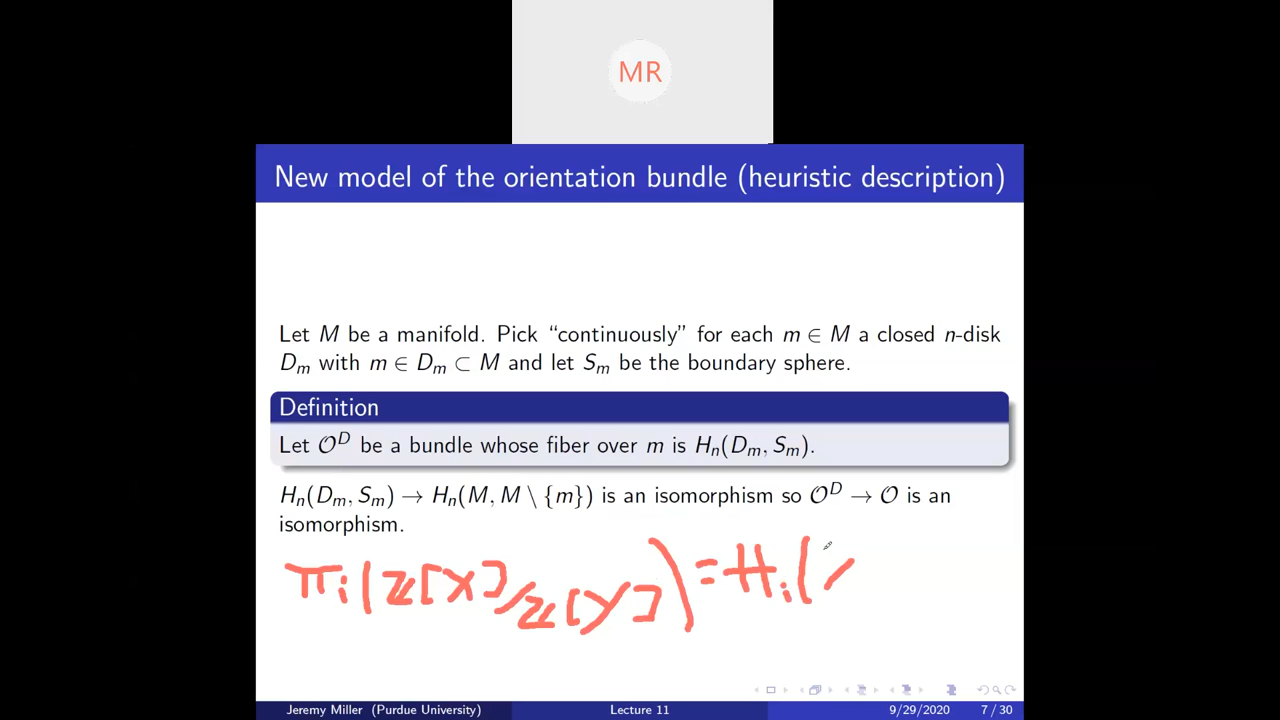 MR
New model of the orientation bundle (heuristic description)
Let M be a manifold. Pick “continuously” for each m ∈ M a closed n-disk
D_m with m ∈ D_m ⊂ M and let S_m be the boundary sphere.
Definition
Let 𝒪^D be a bundle whose fiber over m is H_n(D_m, S_m).
H_n(D_m, S_m) → H_n(M, M \ {m}) is an isomorphism so 𝒪^D → 𝒪 is an
isomorphism.
π_i(ℤ[X]/ℤ[Y]) = H_i(
Jeremy Miller (Purdue University) Lecture 11 9/29/2020 7 / 30